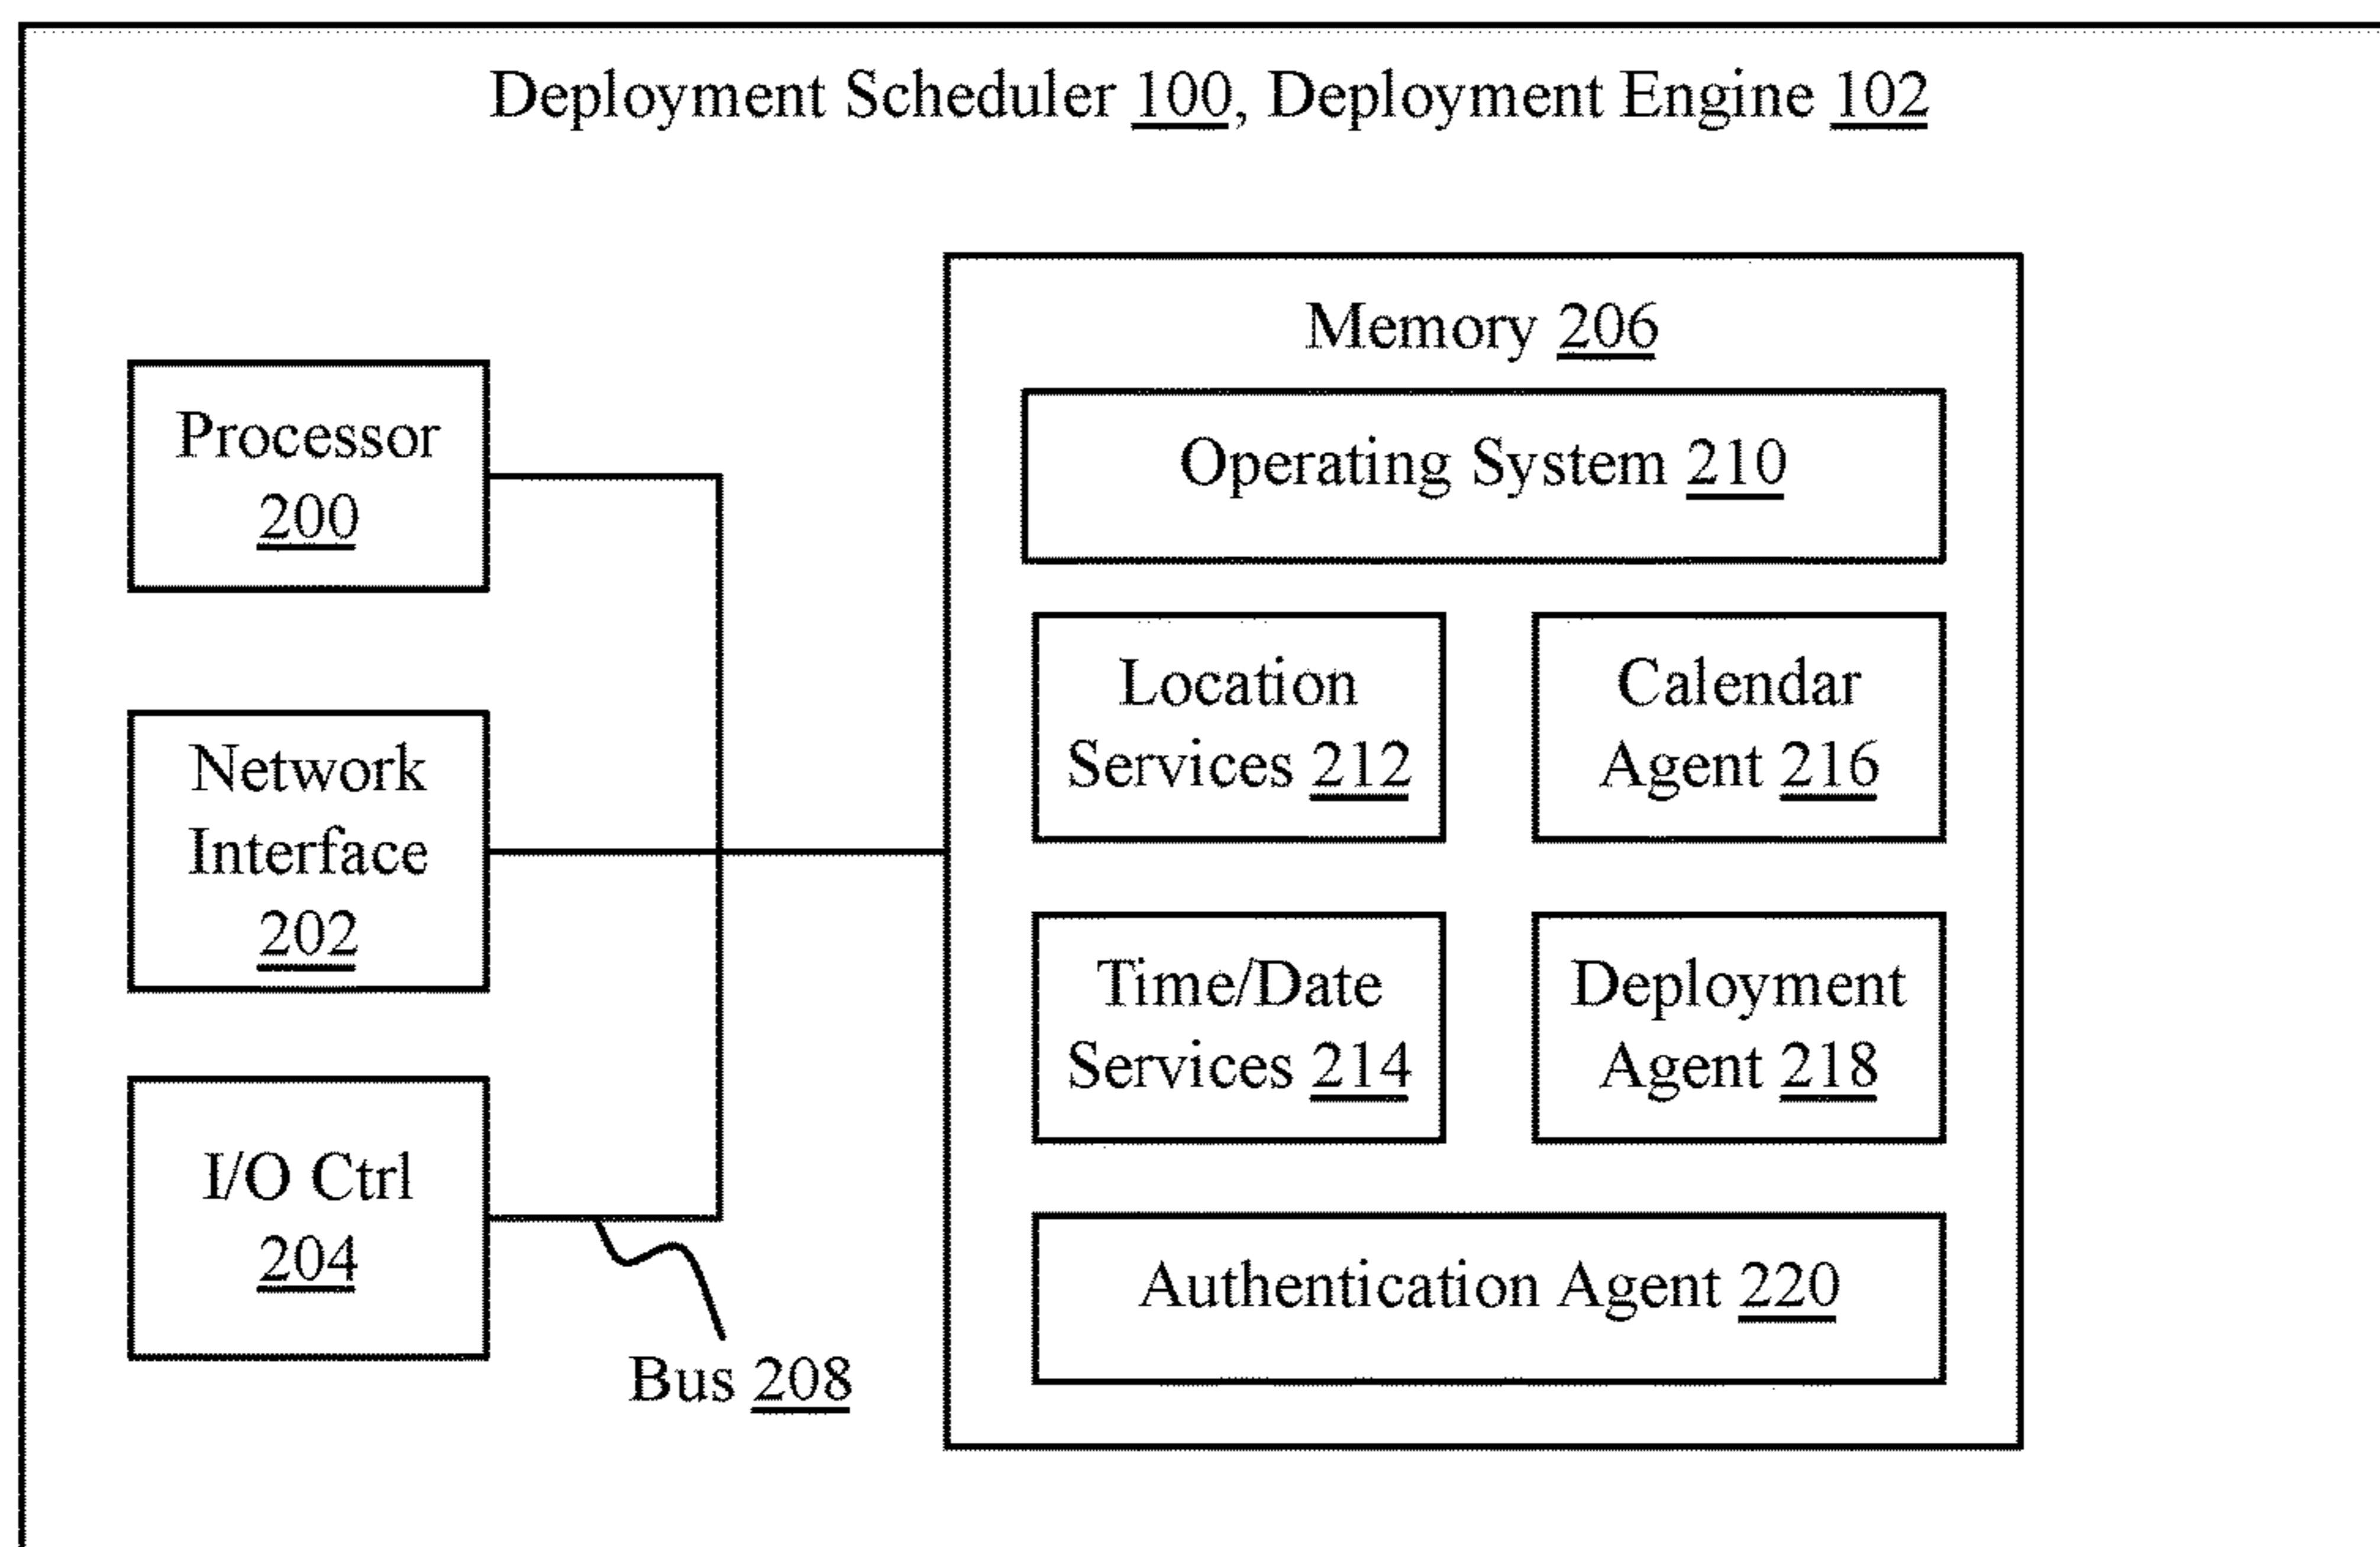 Deployment Scheduler 100, Deployment Engine 102
Memory 206
Processor
200
Operating System 210
Network
Interface
202
Location
Services 212
Calendar
Agent 216
Time/Date
Services 214
Deployment
Agent 218
I/O Ctrl
204
Authentication Agent 220
Bus 208